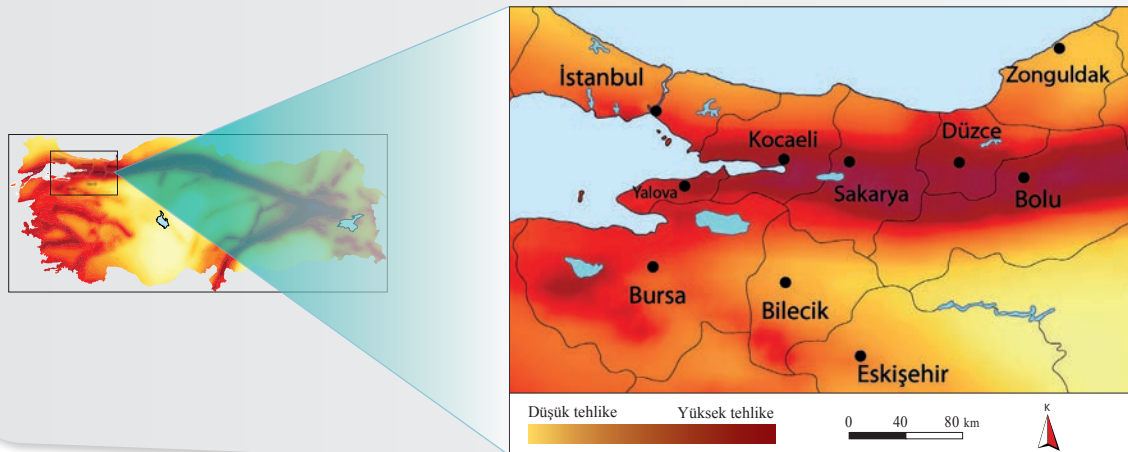 İstanbul
Zonguldak
Kocaeli
Düzce
Yalova
Sakarya
Bolu
Bursa
Bilecik
Eskişehir
Düşük tehlike Yüksek tehlike
0 40 80 km
K